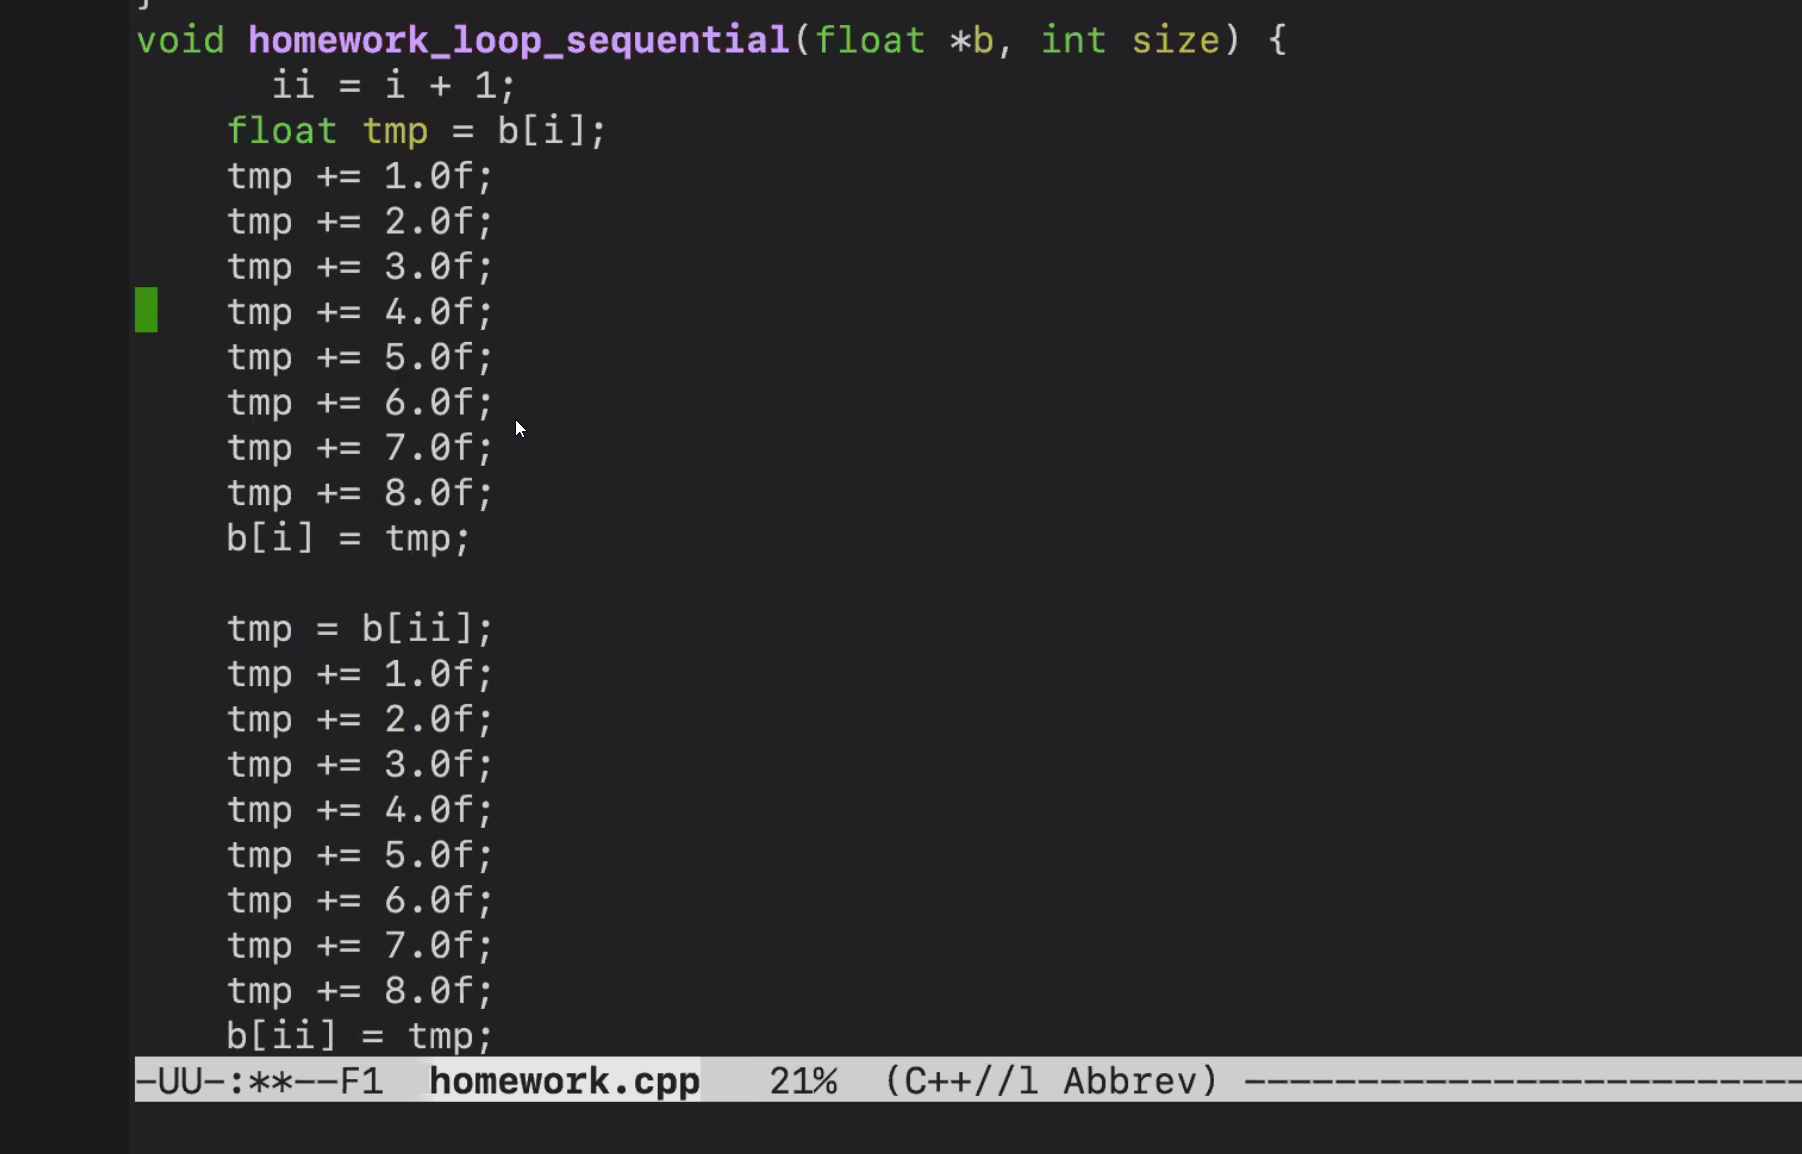 }
void homework_loop_sequential(float *b, int size) {
      ii = i + 1;
    float tmp = b[i];
    tmp += 1.0f;
    tmp += 2.0f;
    tmp += 3.0f;
    tmp += 4.0f;
    tmp += 5.0f;
    tmp += 6.0f;
    tmp += 7.0f;
    tmp += 8.0f;
    b[i] = tmp;

    tmp = b[ii];
    tmp += 1.0f;
    tmp += 2.0f;
    tmp += 3.0f;
    tmp += 4.0f;
    tmp += 5.0f;
    tmp += 6.0f;
    tmp += 7.0f;
    tmp += 8.0f;
    b[ii] = tmp;
-UU-:**--F1  homework.cpp   21%  (C++//l Abbrev) -------------------------